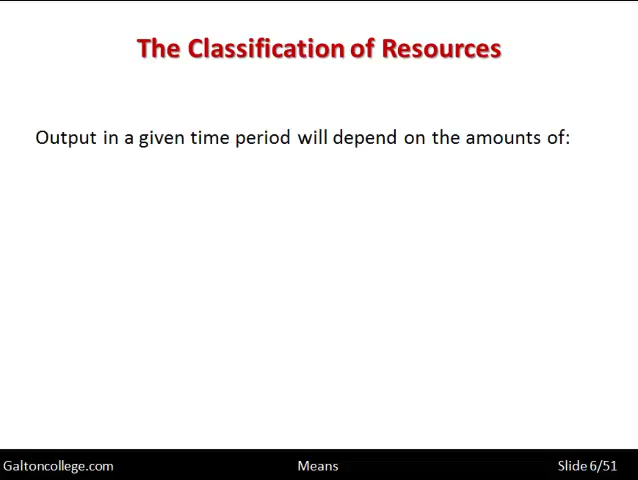 The Classification of Resources
Output in a given time period will depend on the amounts of:
Galtoncollege.com
Means
Slide 6/51